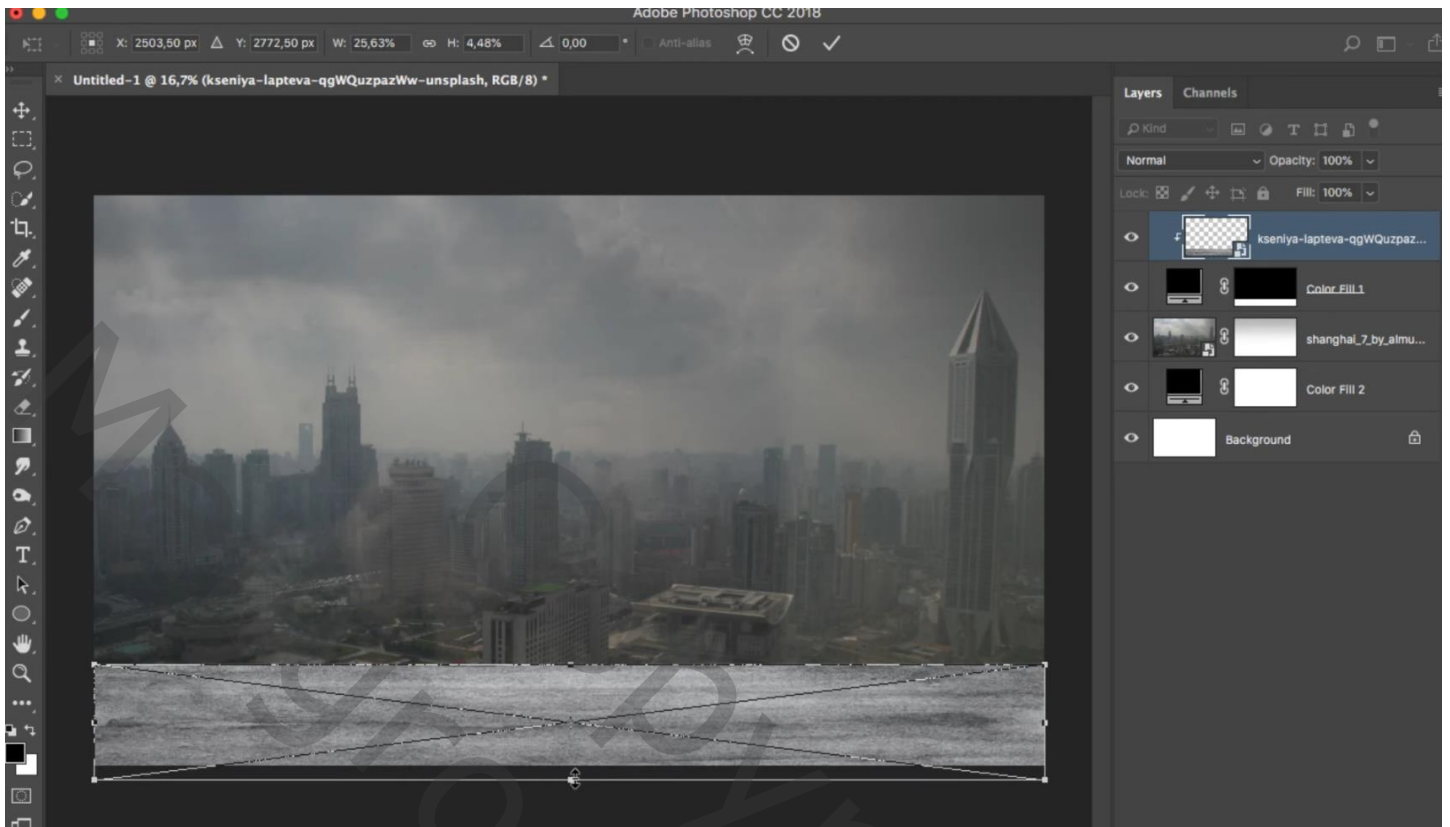 Adobe Photoshop CC 2018
X: 2503,50 px Y: 2772,50 px W: 25,63% H: 4,48% 0,00 ° Anti-alias
× Untitled-1 @ 16,7% (kseniya-lapteva-qgWQuzpazWw-unsplash, RGB/8) *
Layers Channels
Kind
Normal Opacity: 100%
Lock: Fill: 100%
kseniya-lapteva-qgWQuzpaz...
Color Fill 1
shanghai_7_by_almu...
Color Fill 2
Background